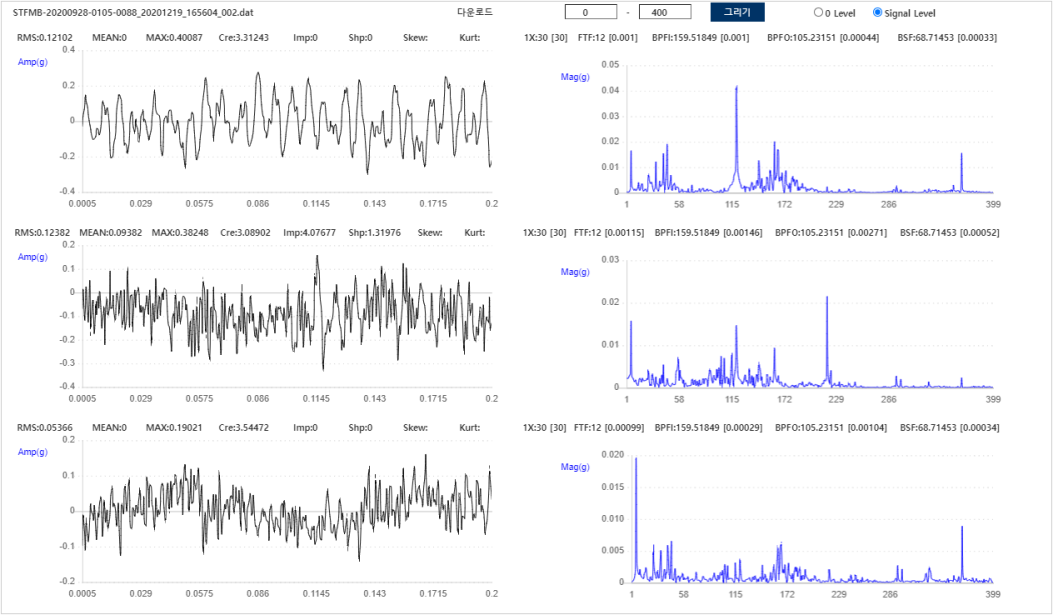 STFMB-20200928-0105-0088_20201219_165604_002.dat 다운로드 0 - 400 그리기 0 Level Signal Level
RMS:0.12102 MEAN:0 MAX:0.40087 Cre:3.31243 Imp:0 Shp:0 Skew: Kurt:
Amp(g)
0.4
0.2
0
-0.2
-0.4
0.0005 0.029 0.0575 0.086 0.1145 0.143 0.1715 0.2
1X:30 [30] FTF:12 [0.001] BPFI:159.51849 [0.001] BPFO:105.23151 [0.00044] BSF:68.71453 [0.00033]
Mag(g)
0.05
0.04
0.03
0.02
0.01
0
1 58 115 172 229 286 399
RMS:0.12382 MEAN:0.09382 MAX:0.38248 Cre:3.08902 Imp:4.07677 Shp:1.31976 Skew: Kurt:
Amp(g)
0.2
0.1
0
-0.1
-0.2
-0.3
-0.4
0.0005 0.029 0.0575 0.086 0.1145 0.143 0.1715 0.2
1X:30 [30] FTF:12 [0.00115] BPFI:159.51849 [0.00146] BPFO:105.23151 [0.00271] BSF:68.71453 [0.00052]
Mag(g)
0.03
0.02
0.01
0
1 58 115 172 229 286 399
RMS:0.05366 MEAN:0 MAX:0.19021 Cre:3.54472 Imp:0 Shp:0 Skew: Kurt:
Amp(g)
0.2
0.1
0
-0.1
-0.2
0.0005 0.029 0.0575 0.086 0.1145 0.143 0.1715 0.2
1X:30 [30] FTF:12 [0.00099] BPFI:159.51849 [0.00029] BPFO:105.23151 [0.00104] BSF:68.71453 [0.00034]
Mag(g)
0.020
0.015
0.010
0.005
0
1 58 115 172 229 286 399